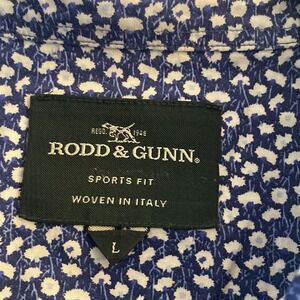 REGD. 1946
RODD & GUNN®
SPORTS FIT
WOVEN IN ITALY
L